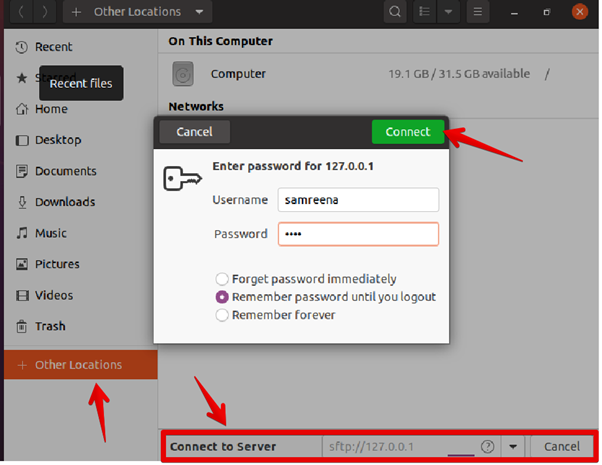 + Other Locations
Recent
Starred
Recent files
Home
Desktop
Documents
Downloads
Music
Pictures
Videos
Trash
+ Other Locations
On This Computer
Computer 19.1 GB / 31.5 GB available /
Networks
Cancel Connect
Enter password for 127.0.0.1
Username samreena
Password ••••
Forget password immediately
Remember password until you logout
Remember forever
Connect to Server sftp://127.0.0.1 ? Cancel